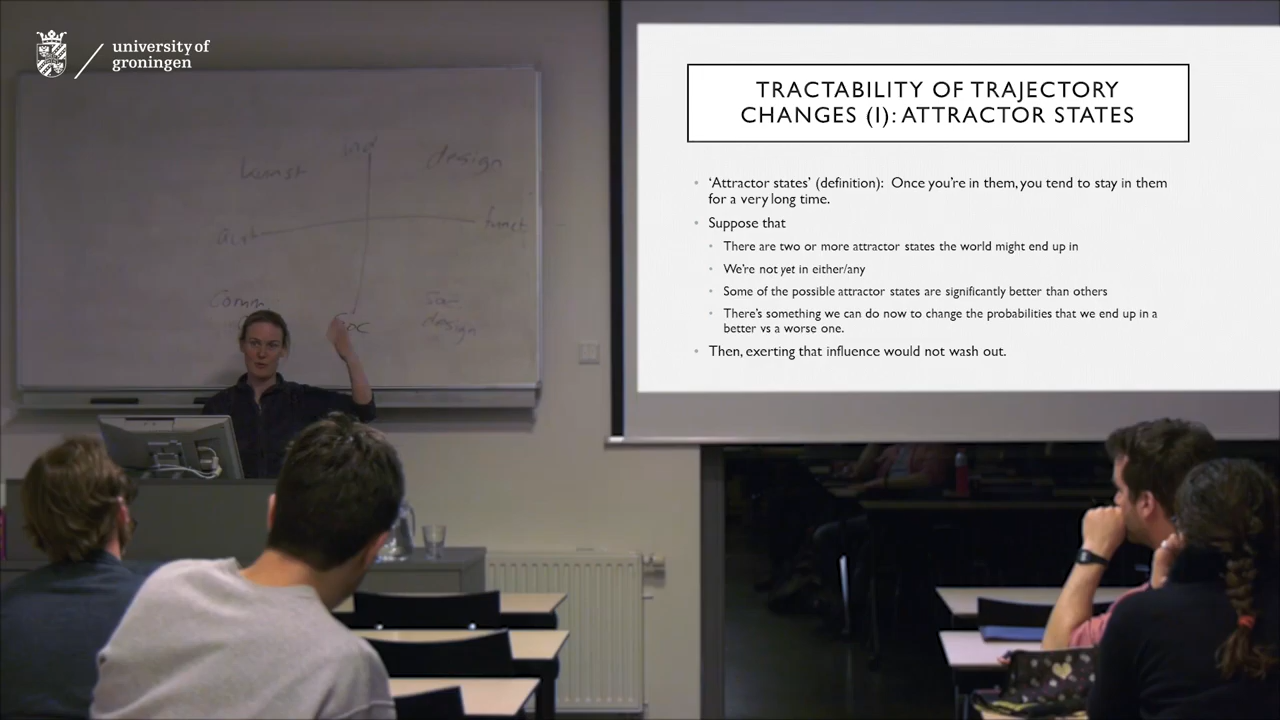 university of
groningen
TRACTABILITY OF TRAJECTORY
CHANGES (I): ATTRACTOR STATES
• ‘Attractor states’ (definition): Once you’re in them, you tend to stay in them
for a very long time.
• Suppose that
• There are two or more attractor states the world might end up in
• We’re not yet in either/any
• Some of the possible attractor states are significantly better than others
• There’s something we can do now to change the probabilities that we end up in a
better vs a worse one.
• Then, exerting that influence would not wash out.
kunst
design
Comm
design